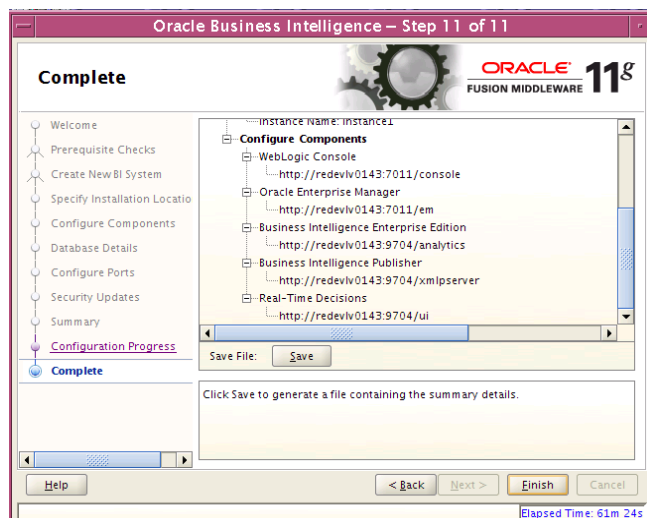 Oracle Business Intelligence – Step 11 of 11
Complete
ORACLE
FUSION MIDDLEWARE 11g
Welcome
Prerequisite Checks
Create New BI System
Specify Installation Locatio
Configure Components
Database Details
Configure Ports
Security Updates
Summary
Configuration Progress
Complete
Instance Name: Instance1
Configure Components
WebLogic Console
http://redevlv0143:7011/console
Oracle Enterprise Manager
http://redevlv0143:7011/em
Business Intelligence Enterprise Edition
http://redevlv0143:9704/analytics
Business Intelligence Publisher
http://redevlv0143:9704/xmlpserver
Real-Time Decisions
http://redevlv0143:9704/ui
Save File: Save
Click Save to generate a file containing the summary details.
Help < Back Next > Finish Cancel
Elapsed Time: 61m 24s